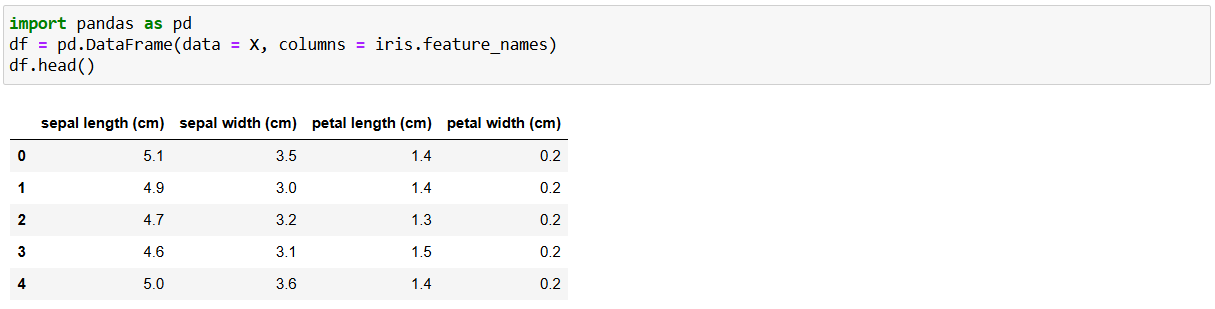 import pandas as pd
df = pd.DataFrame(data = X, columns = iris.feature_names)
df.head()
sepal length (cm) sepal width (cm) petal length (cm) petal width (cm)
0 5.1 3.5 1.4 0.2
1 4.9 3.0 1.4 0.2
2 4.7 3.2 1.3 0.2
3 4.6 3.1 1.5 0.2
4 5.0 3.6 1.4 0.2